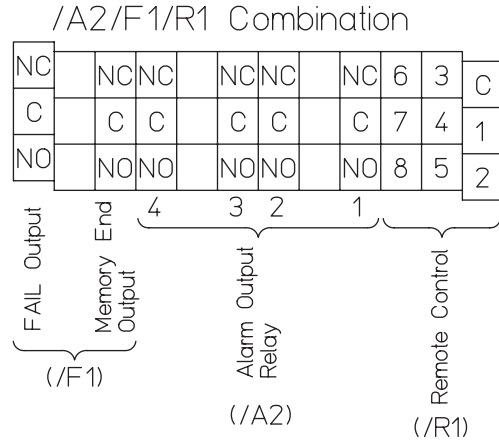 /A2/F1/R1 Combination
NC NC NC NC NC NC 6 3 C
C C C C C C 7 4 1
NO NO NO NO NO NO 8 5 2
4 3 2 1
FAIL Output
Memory End
Output
Alarm Output
Relay
Remote Control
(/F1)
(/A2)
(/R1)